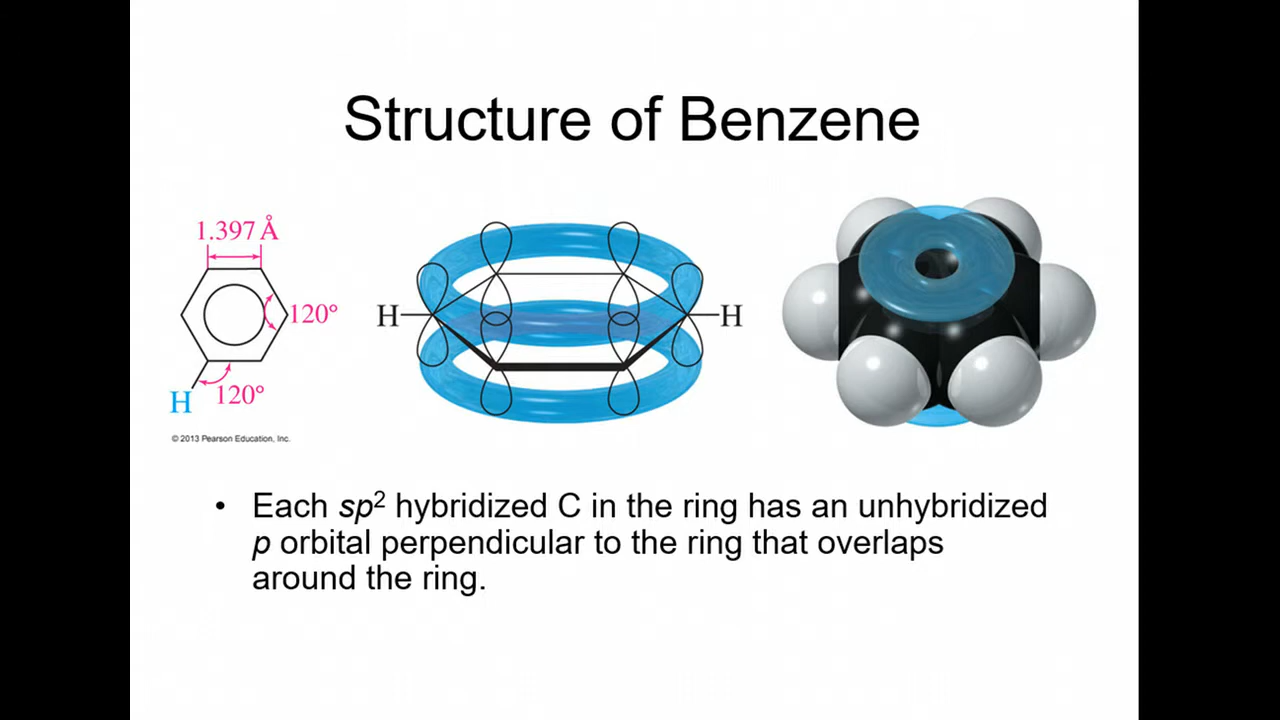 Structure of Benzene
1.397 Å
120°
H
120°
H
H
© 2013 Pearson Education, Inc.
• Each sp² hybridized C in the ring has an unhybridized
p orbital perpendicular to the ring that overlaps
around the ring.